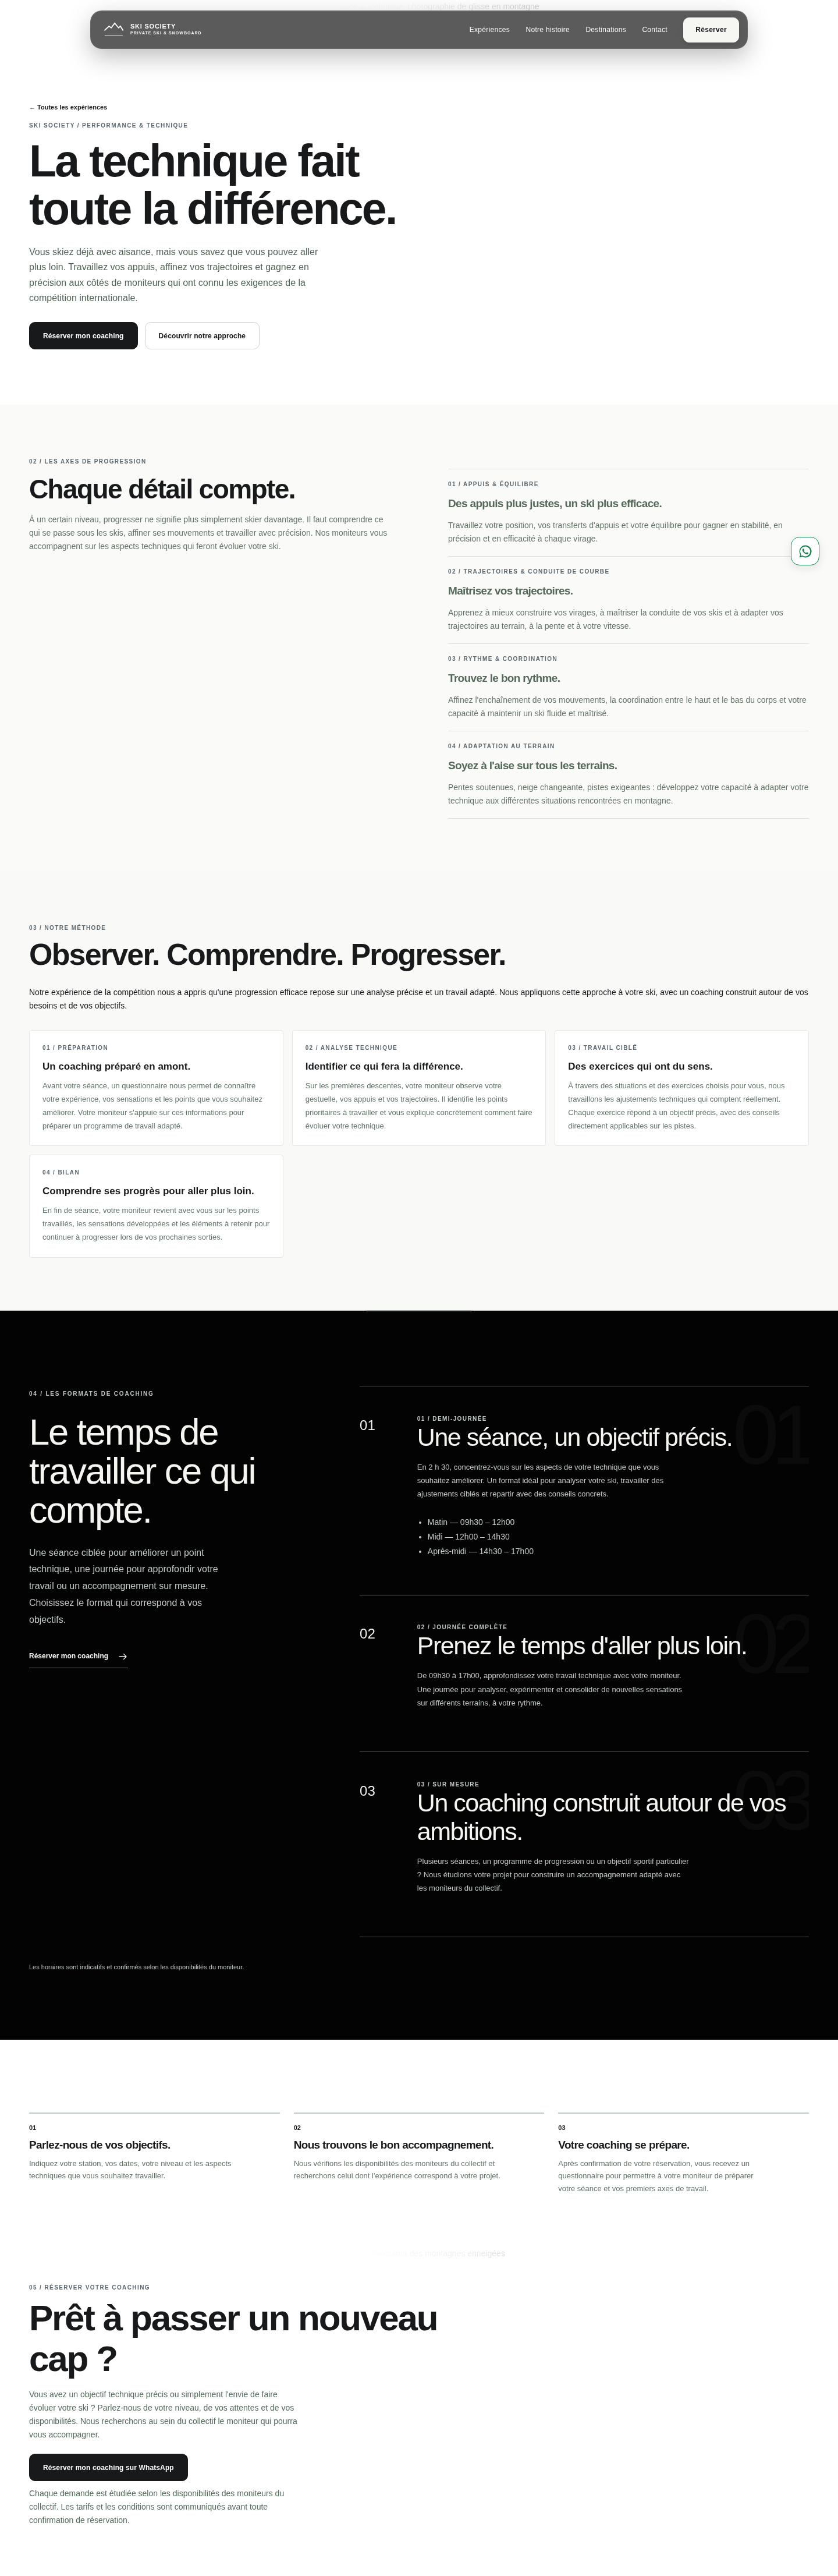 de glisse en montagne
SKI SOCIETY
PRIVATE SKI & SNOWBOARD
Expériences
Notre histoire
Destinations
Contact
Réserver
← Toutes les expériences
SKI SOCIETY / PERFORMANCE & TECHNIQUE
La technique fait
toute la différence.
Vous skiez déjà avec aisance, mais vous savez que vous pouvez aller
plus loin. Travaillez vos appuis, affinez vos trajectoires et gagnez en
précision aux côtés de moniteurs qui ont connu les exigences de la
compétition internationale.
Réserver mon coaching
Découvrir notre approche
02 / LES AXES DE PROGRESSION
Chaque détail compte.
À un certain niveau, progresser ne signifie plus simplement skier davantage. Il faut comprendre ce
qui se passe sous les skis, affiner ses mouvements et travailler avec précision. Nos moniteurs vous
accompagnent sur les aspects techniques qui feront évoluer votre ski.
01 / APPUIS & ÉQUILIBRE
Des appuis plus justes, un ski plus efficace.
Travaillez votre position, vos transferts d'appuis et votre équilibre pour gagner en stabilité, en
précision et en efficacité à chaque virage.
02 / TRAJECTOIRES & CONDUITE DE COURBE
Maîtrisez vos trajectoires.
Apprenez à mieux construire vos virages, à maîtriser la conduite de vos skis et à adapter vos
trajectoires au terrain, à la pente et à votre vitesse.
03 / RYTHME & COORDINATION
Trouvez le bon rythme.
Affinez l'enchaînement de vos mouvements, la coordination entre le haut et le bas du corps et votre
capacité à maintenir un ski fluide et maîtrisé.
04 / ADAPTATION AU TERRAIN
Soyez à l'aise sur tous les terrains.
Pentes soutenues, neige changeante, pistes exigeantes : développez votre capacité à adapter votre
technique aux différentes situations rencontrées en montagne.
03 / NOTRE MÉTHODE
Observer. Comprendre. Progresser.
Notre expérience de la compétition nous a appris qu'une progression efficace repose sur une analyse précise et un travail adapté. Nous appliquons cette approche à votre ski, avec un coaching construit autour de vos
besoins et de vos objectifs.
01 / PRÉPARATION
Un coaching préparé en amont.
Avant votre séance, un questionnaire nous permet de connaître
votre expérience, vos sensations et les points que vous souhaitez
améliorer. Votre moniteur s'appuie sur ces informations pour
préparer un programme de travail adapté.
02 / ANALYSE TECHNIQUE
Identifier ce qui fera la différence.
Sur les premières descentes, votre moniteur observe votre
gestuelle, vos appuis et vos trajectoires. Il identifie les points
prioritaires à travailler et vous explique concrètement comment faire
évoluer votre technique.
03 / TRAVAIL CIBLÉ
Des exercices qui ont du sens.
À travers des situations et des exercices choisis pour vous, nous
travaillons les ajustements techniques qui comptent réellement.
Chaque exercice répond à un objectif précis, avec des conseils
directement applicables sur les pistes.
04 / BILAN
Comprendre ses progrès pour aller plus loin.
En fin de séance, votre moniteur revient avec vous sur les points
travaillés, les sensations développées et les éléments à retenir pour
continuer à progresser lors de vos prochaines sorties.
04 / LES FORMATS DE COACHING
Le temps de
travailler ce qui
compte.
Une séance ciblée pour améliorer un point
technique, une journée pour approfondir votre
travail ou un accompagnement sur mesure.
Choisissez le format qui correspond à vos
objectifs.
Réserver mon coaching →
01
01
01 / DEMI-JOURNÉE
Une séance, un objectif précis.
En 2 h 30, concentrez-vous sur les aspects de votre technique que vous
souhaitez améliorer. Un format idéal pour analyser votre ski, travailler des
ajustements ciblés et repartir avec des conseils concrets.
• Matin — 09h30 – 12h00
• Midi — 12h00 – 14h30
• Après-midi — 14h30 – 17h00
02
02
02 / JOURNÉE COMPLÈTE
Prenez le temps d'aller plus loin.
De 09h30 à 17h00, approfondissez votre travail technique avec votre moniteur.
Une journée pour analyser, expérimenter et consolider de nouvelles sensations
sur différents terrains, à votre rythme.
03
03
03 / SUR MESURE
Un coaching construit autour de vos
ambitions.
Plusieurs séances, un programme de progression ou un objectif sportif particulier
? Nous étudions votre projet pour construire un accompagnement adapté avec
les moniteurs du collectif.
Les horaires sont indicatifs et confirmés selon les disponibilités du moniteur.
01
Parlez-nous de vos objectifs.
Indiquez votre station, vos dates, votre niveau et les aspects
techniques que vous souhaitez travailler.
02
Nous trouvons le bon accompagnement.
Nous vérifions les disponibilités des moniteurs du collectif et
recherchons celui dont l'expérience correspond à votre projet.
03
Votre coaching se prépare.
Après confirmation de votre réservation, vous recevez un
questionnaire pour permettre à votre moniteur de préparer
votre séance et vos premiers axes de travail.
enneigées
05 / RÉSERVER VOTRE COACHING
Prêt à passer un nouveau
cap ?
Vous avez un objectif technique précis ou simplement l'envie de faire
évoluer votre ski ? Parlez-nous de votre niveau, de vos attentes et de vos
disponibilités. Nous recherchons au sein du collectif le moniteur qui pourra
vous accompagner.
Réserver mon coaching sur WhatsApp
Chaque demande est étudiée selon les disponibilités des moniteurs du
collectif. Les tarifs et les conditions sont communiqués avant toute
confirmation de réservation.